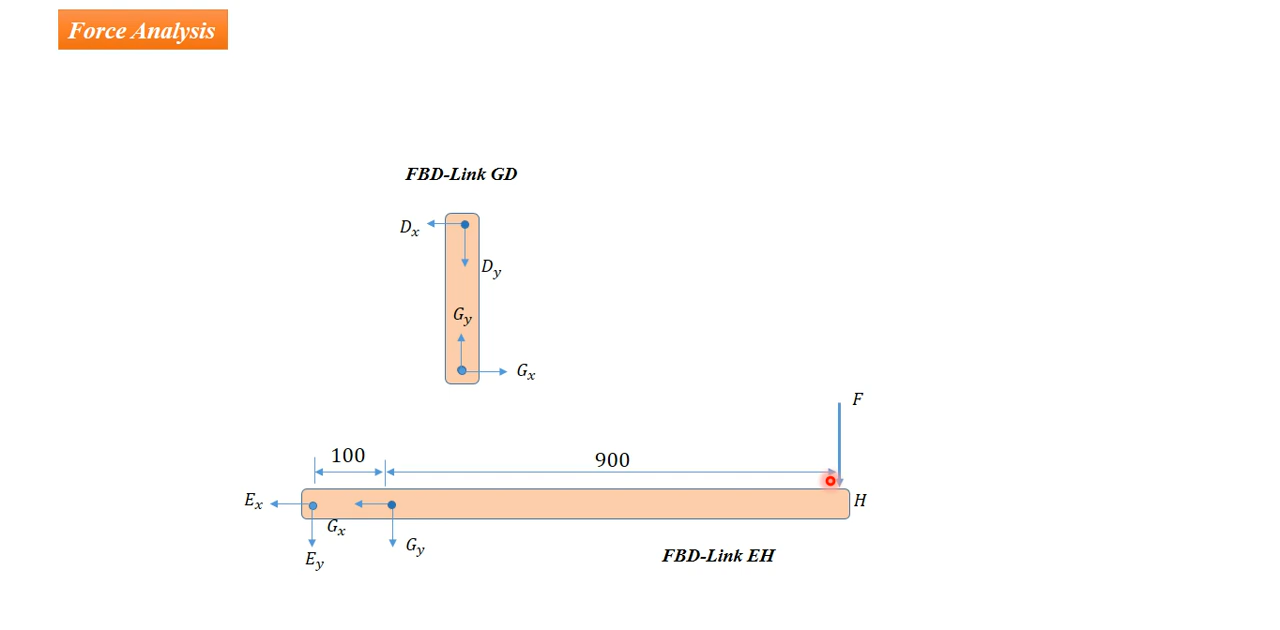 Force Analysis
FBD-Link GD
Dx
Dy
Gy
Gx
F
100
900
Ex
H
Gx
Gy
Ey
FBD-Link EH